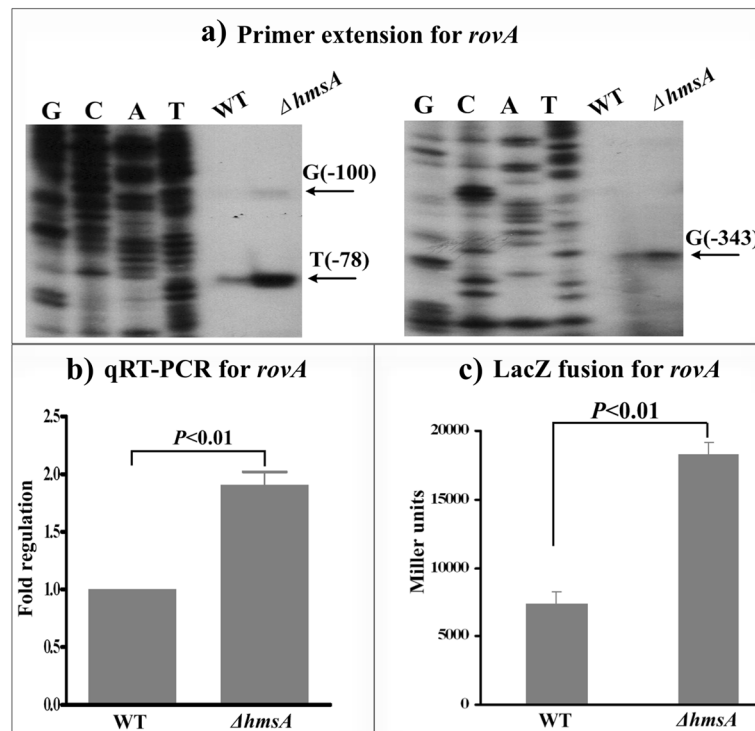 a) Primer extension for rovA
G C A T WT ΔhmsA
G(-100)
T(-78)
G C A T WT ΔhmsA
G(-343)
b) qRT-PCR for rovA
P<0.01
Fold regulation
2.5
2.0
1.5
1.0
0.5
0.0
WT ΔhmsA
c) LacZ fusion for rovA
P<0.01
Miller units
20000
15000
10000
5000
0
WT ΔhmsA